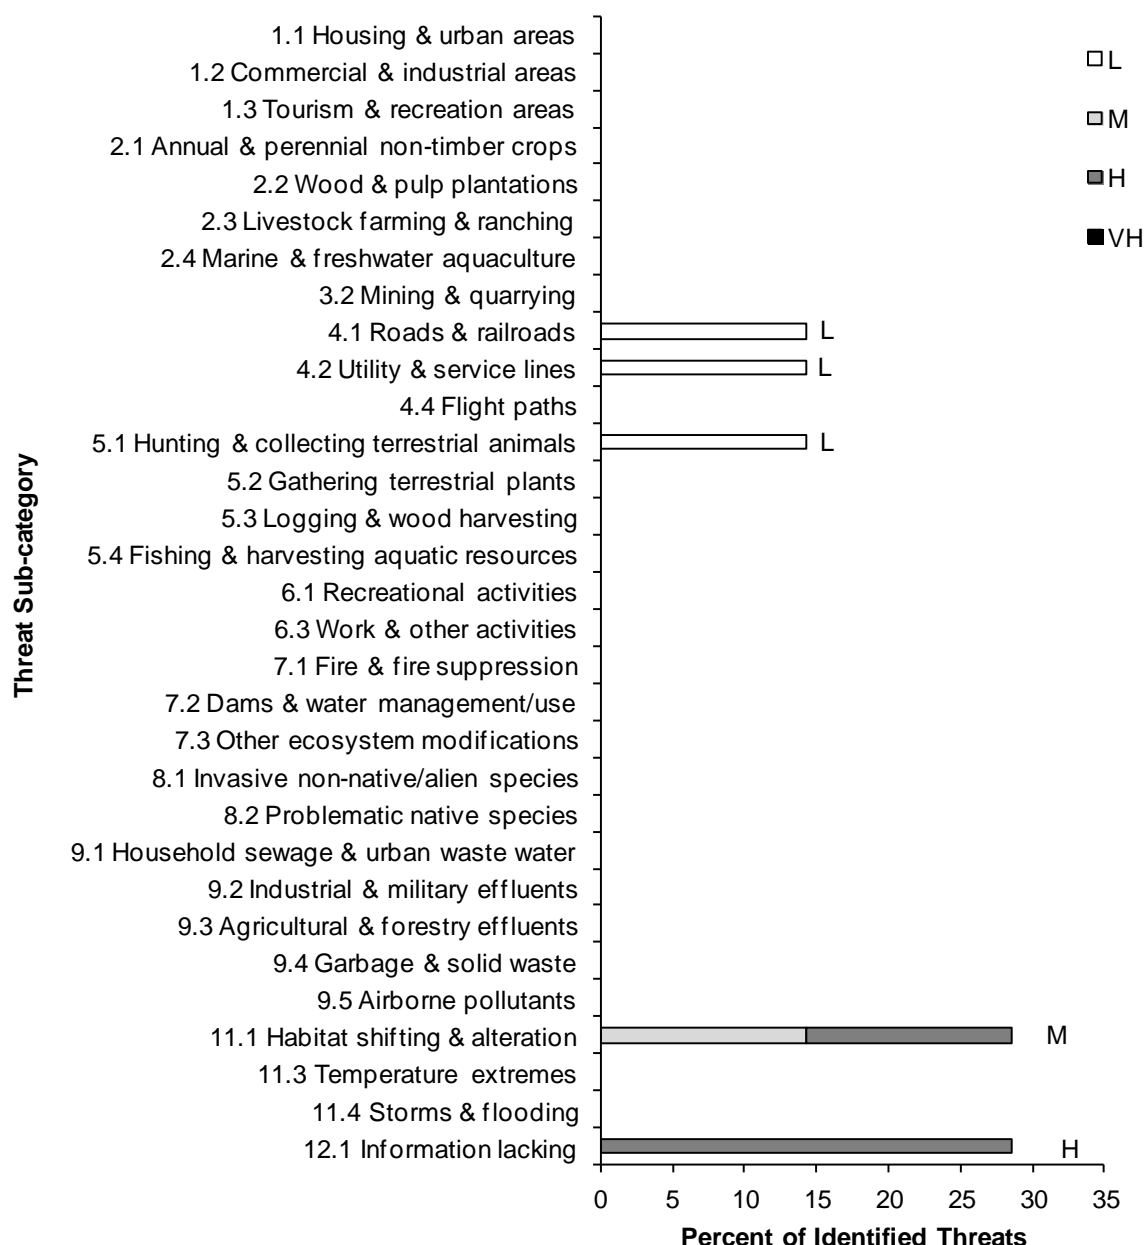 1.1 Housing & urban areas
1.2 Commercial & industrial areas
1.3 Tourism & recreation areas
2.1 Annual & perennial non-timber crops
2.2 Wood & pulp plantations
2.3 Livestock farming & ranching
2.4 Marine & freshwater aquaculture
3.2 Mining & quarrying
4.1 Roads & railroads
4.2 Utility & service lines
4.4 Flight paths
5.1 Hunting & collecting terrestrial animals
5.2 Gathering terrestrial plants
5.3 Logging & wood harvesting
5.4 Fishing & harvesting aquatic resources
6.1 Recreational activities
6.3 Work & other activities
7.1 Fire & fire suppression
7.2 Dams & water management/use
7.3 Other ecosystem modifications
8.1 Invasive non-native/alien species
8.2 Problematic native species
9.1 Household sewage & urban waste water
9.2 Industrial & military effluents
9.3 Agricultural & forestry effluents
9.4 Garbage & solid waste
9.5 Airborne pollutants
11.1 Habitat shifting & alteration
11.3 Temperature extremes
11.4 Storms & flooding
12.1 Information lacking
Threat Sub-category
L
L
L
M
H
0 5 10 15 20 25 30 35
Percent of Identified Threats
L
M
H
VH